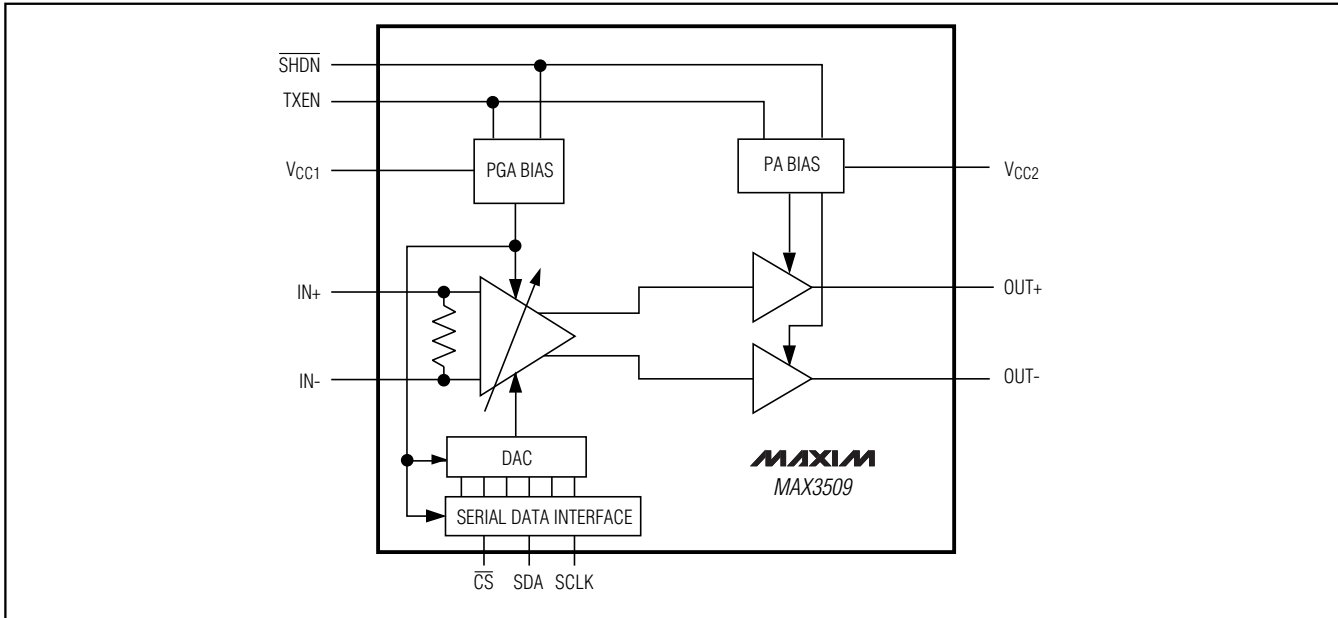 SHDN
TXEN
VCC1
PGA BIAS
PA BIAS
VCC2
IN+
OUT+
IN-
OUT-
DAC
MAXIM
MAX3509
SERIAL DATA INTERFACE
CS SDA SCLK